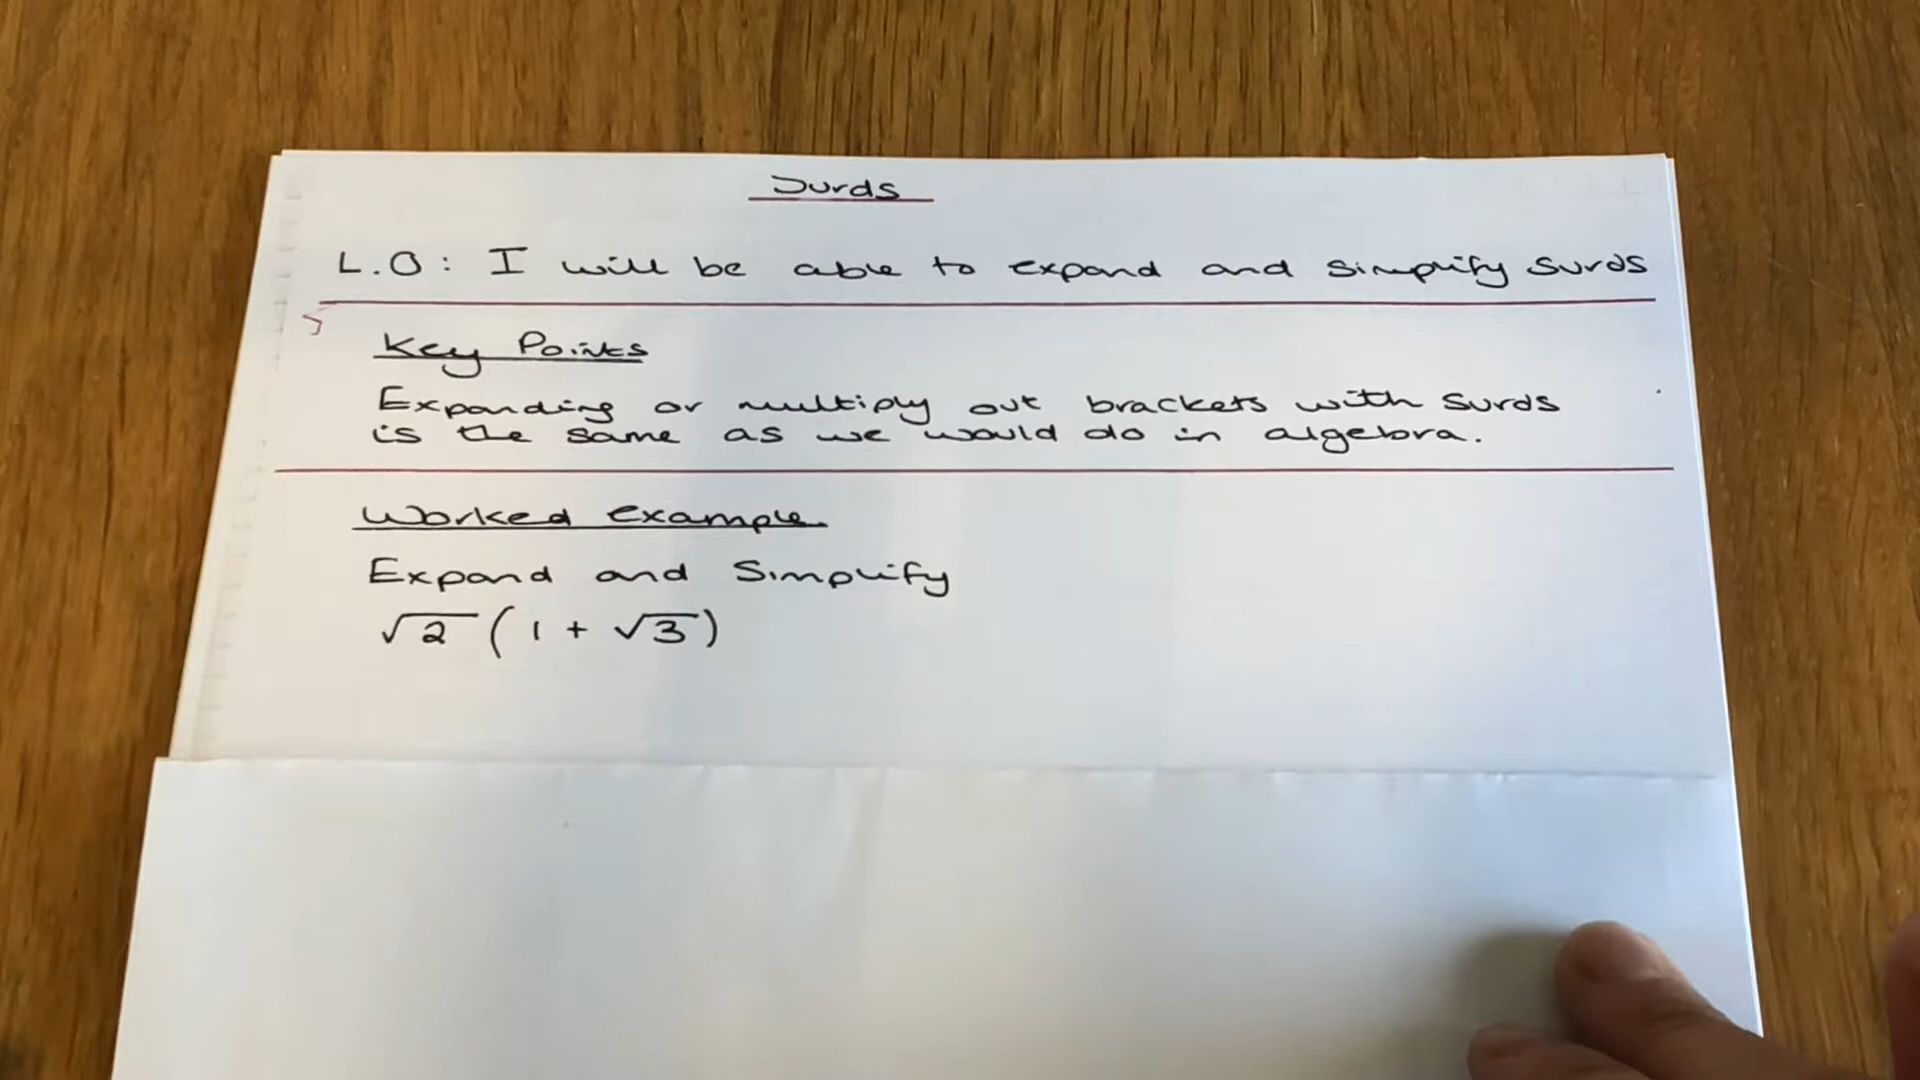 Surds
L.O: I will be able to expand and simplify surds
Key Points
Expanding or multiply out brackets with surds
is the same as we would do in algebra.
Worked example
Expand and Simplify
√2 (1 + √3)